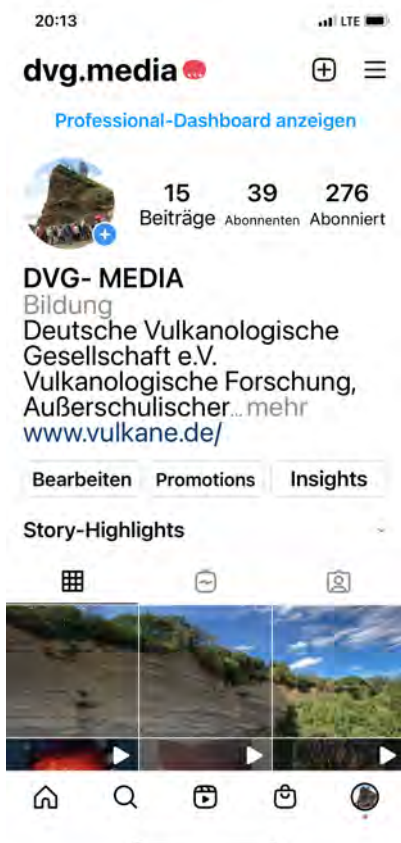 20:13 LTE
dvg.media
Professional-Dashboard anzeigen
15 39 276
Beiträge Abonnenten Abonniert
DVG- MEDIA
Bildung
Deutsche Vulkanologische
Gesellschaft e.V.
Vulkanologische Forschung,
Außerschulischer... mehr
www.vulkane.de/
Bearbeiten Promotions Insights
Story-Highlights